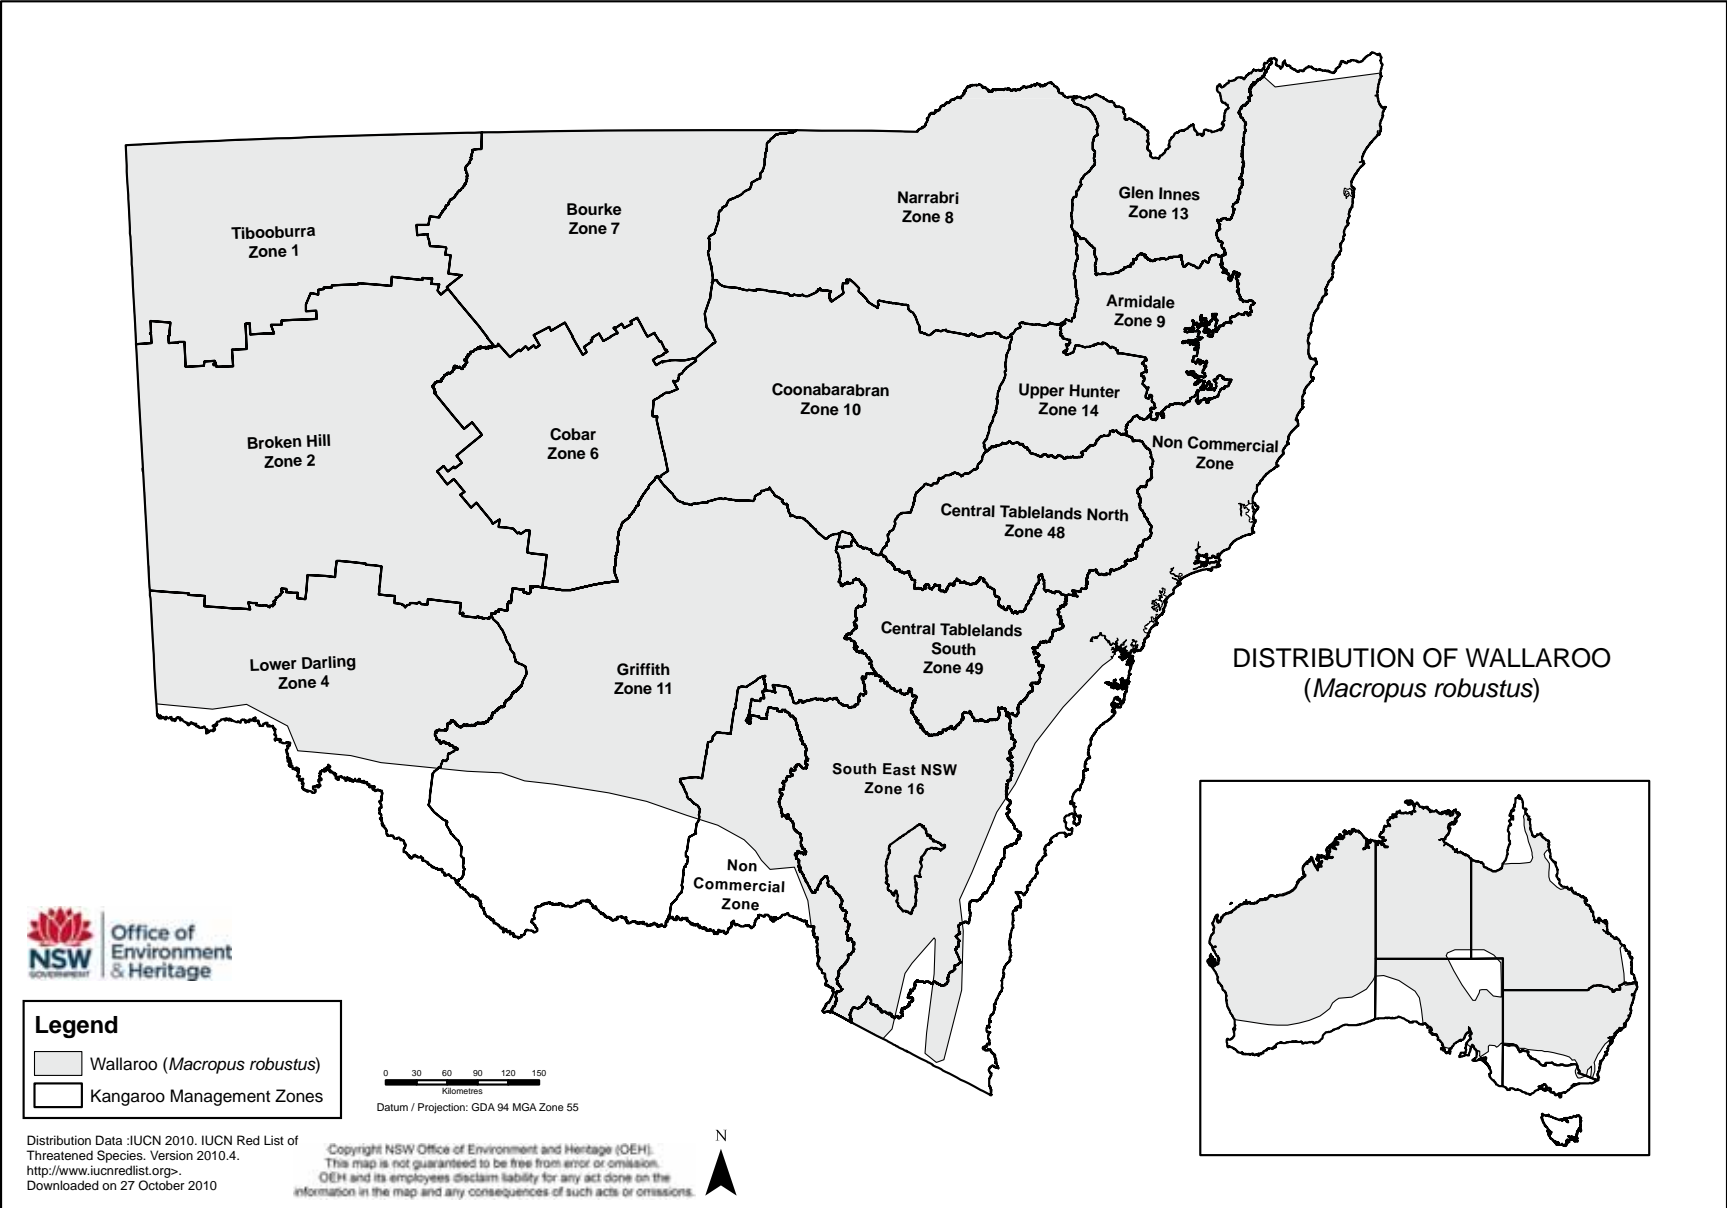 Tibooburra
Zone 1
Bourke
Zone 7
Narrabri
Zone 8
Glen Innes
Zone 13
Armidale
Zone 9
Broken Hill
Zone 2
Cobar
Zone 6
Coonabarabran
Zone 10
Upper Hunter
Zone 14
Non Commercial
Zone
Central Tablelands North
Zone 48
Lower Darling
Zone 4
Griffith
Zone 11
Central Tablelands
South
Zone 49
South East NSW
Zone 16
Non
Commercial
Zone
DISTRIBUTION OF WALLAROO
(Macropus robustus)
NSW
GOVERNMENT
Office of
Environment
& Heritage
Legend
Wallaroo (Macropus robustus)
Kangaroo Management Zones
0 30 60 90 120 150
Kilometres
Datum / Projection: GDA 94 MGA Zone 55
Distribution Data :IUCN 2010. IUCN Red List of
Threatened Species. Version 2010.4.
http://www.iucnredlist.org>.
Downloaded on 27 October 2010
Copyright NSW Office of Environment and Heritage (OEH).
This map is not guaranteed to be free from error or omission.
OEH and its employees disclaim liability for any act done on the
information in the map and any consequences of such acts or omissions.
N